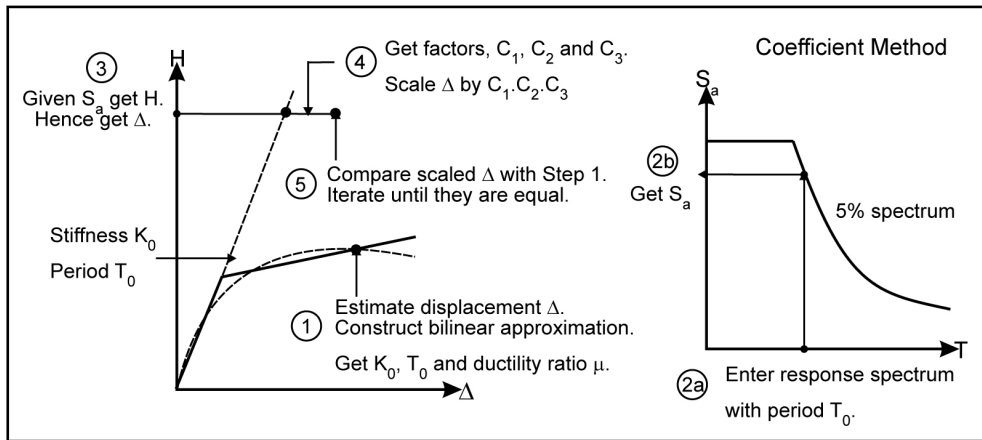 H
3
Given Sa get H.
Hence get Δ.
4
Get factors, C1, C2 and C3.
Scale Δ by C1.C2.C3
5
Compare scaled Δ with Step 1.
Iterate until they are equal.
Stiffness K0
Period T0
1
Estimate displacement Δ.
Construct bilinear approximation.
Get K0, T0 and ductility ratio μ.
Δ
Coefficient Method
Sa
2b
Get Sa
5% spectrum
T
2a
Enter response spectrum
with period T0.